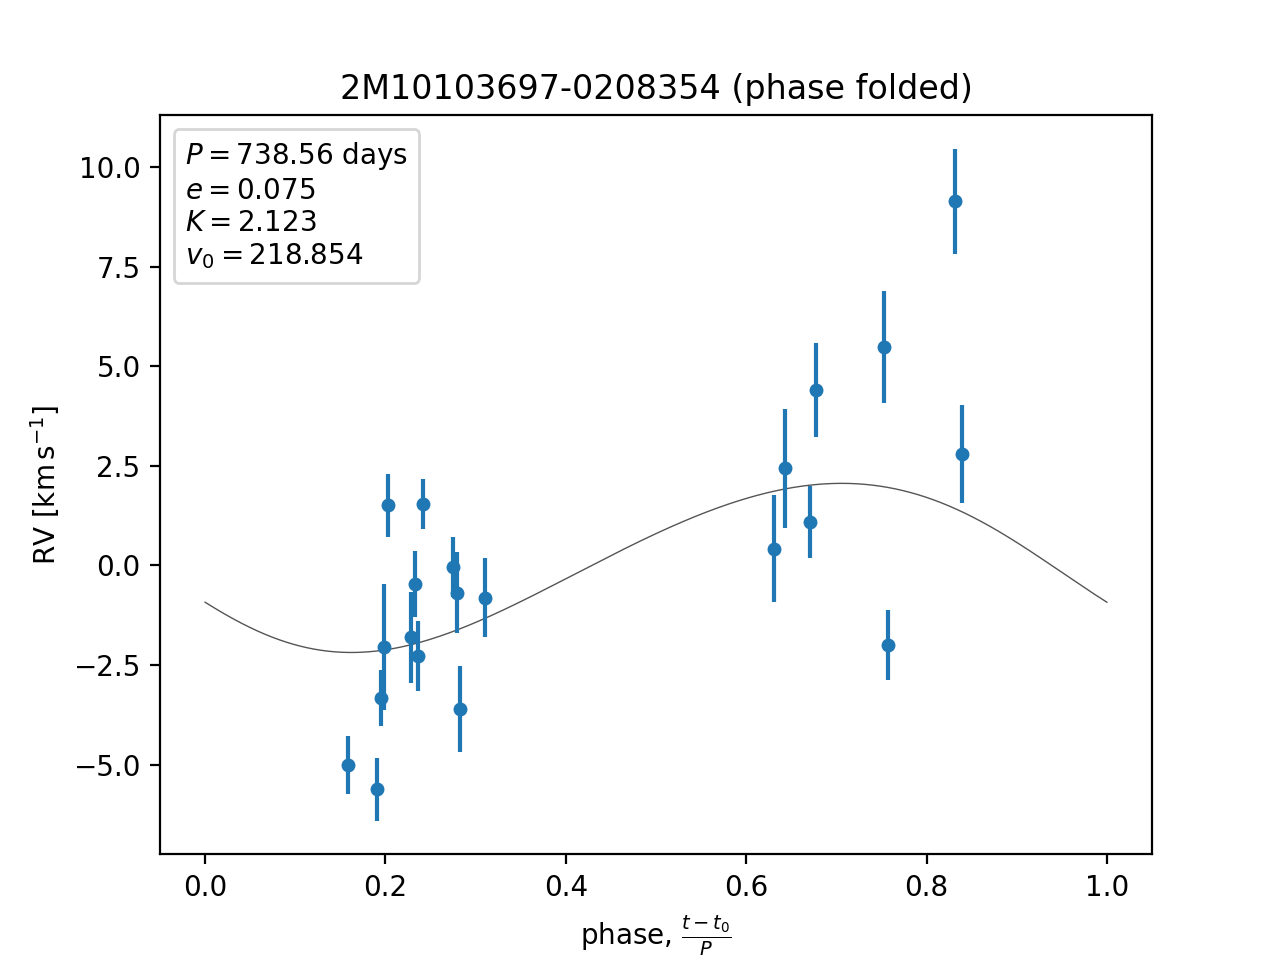 2M10103697-0208354 (phase folded)
P = 738.56 days
e = 0.075
K = 2.123
v₀ = 218.854
10.0
7.5
5.0
2.5
0.0
−2.5
−5.0
RV [km s⁻¹]
0.0 0.2 0.4 0.6 0.8 1.0
phase, (t − t₀)/P